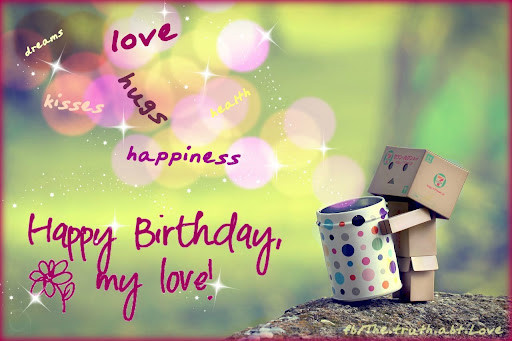 dreams
love
kisses
hugs
health
happiness
Happy Birthday,
my love!
fb/The.truth.abt.Love